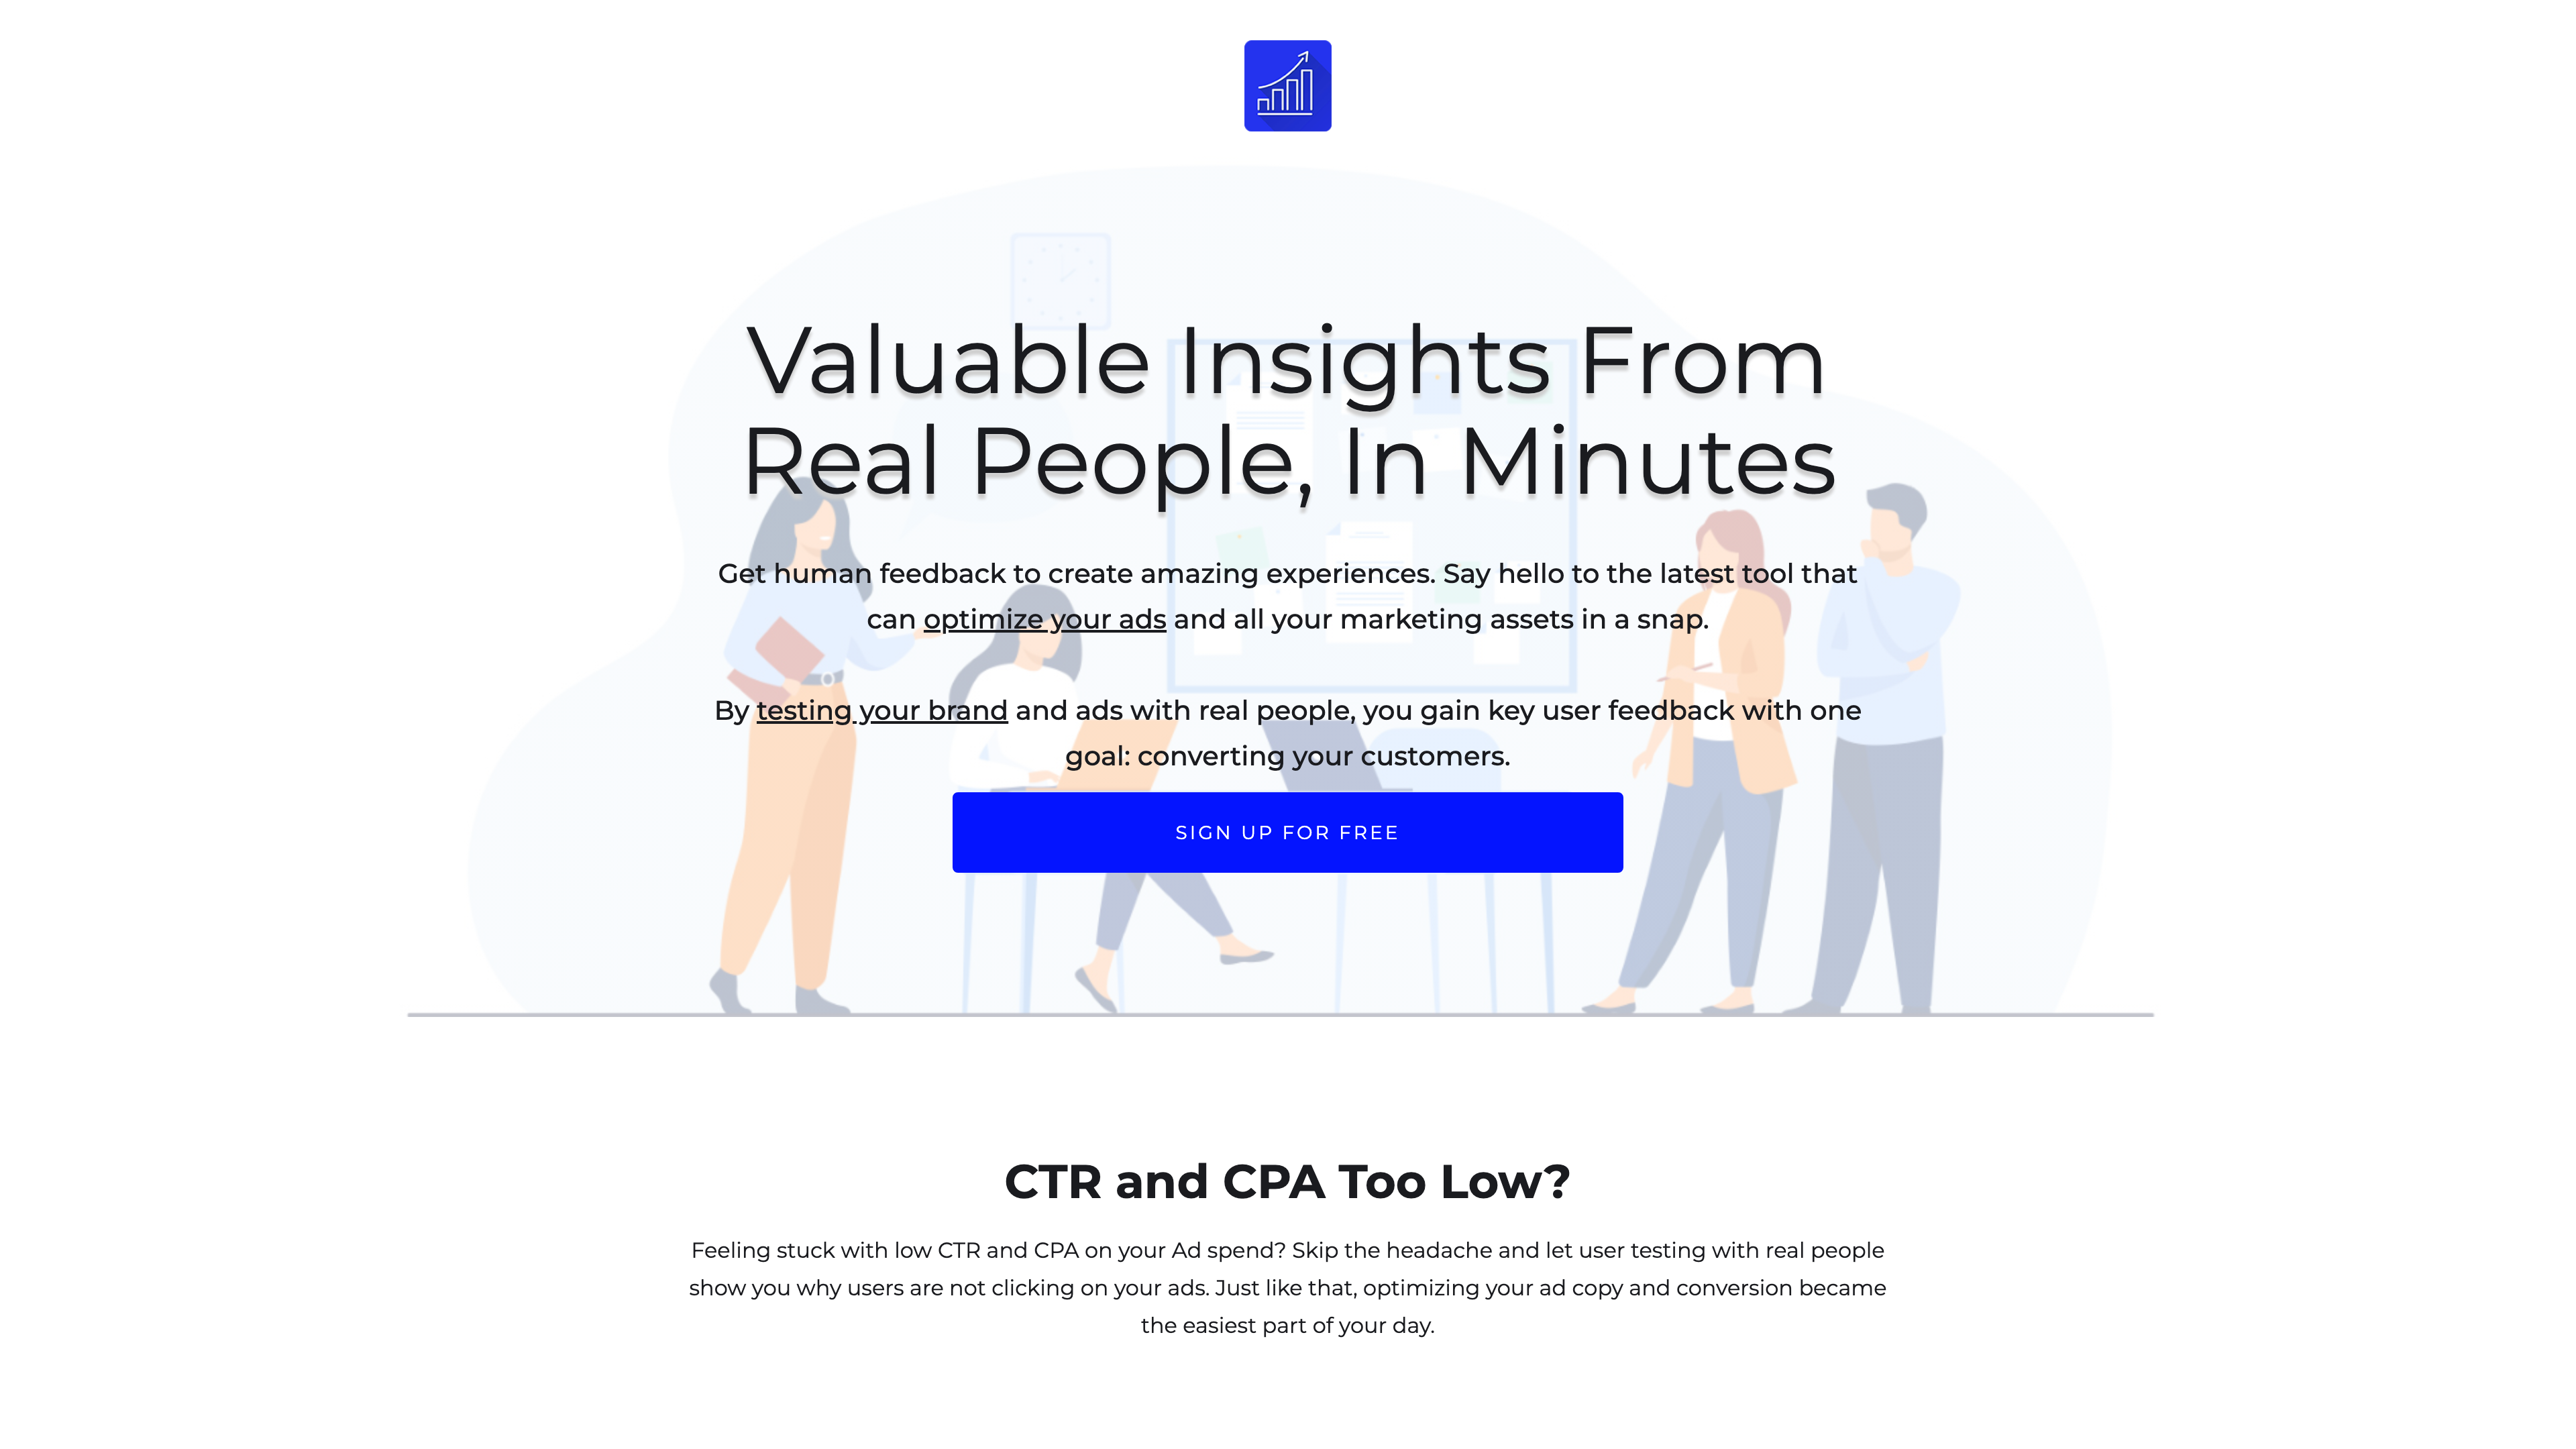 Valuable Insights From
Real People, In Minutes
Get human feedback to create amazing experiences. Say hello to the latest tool that
can optimize your ads and all your marketing assets in a snap.
By testing your brand and ads with real people, you gain key user feedback with one
goal: converting your customers.
SIGN UP FOR FREE
CTR and CPA Too Low?
Feeling stuck with low CTR and CPA on your Ad spend? Skip the headache and let user testing with real people
show you why users are not clicking on your ads. Just like that, optimizing your ad copy and conversion became
the easiest part of your day.